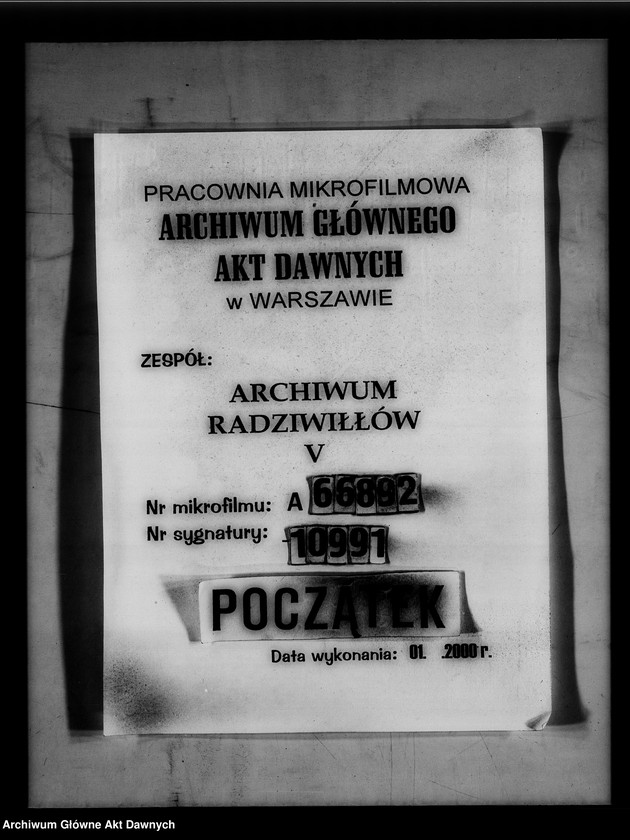 PRACOWNIA MIKROFILMOWA
ARCHIWUM GŁÓWNEGO
AKT DAWNYCH
w WARSZAWIE
ZESPÓŁ:
ARCHIWUM
RADZIWIŁŁÓW
V
Nr mikrofilmu: A 66892
Nr sygnatury: 10991
POCZĄTEK
Data wykonania: 01. .2000 r.
Archiwum Główne Akt Dawnych